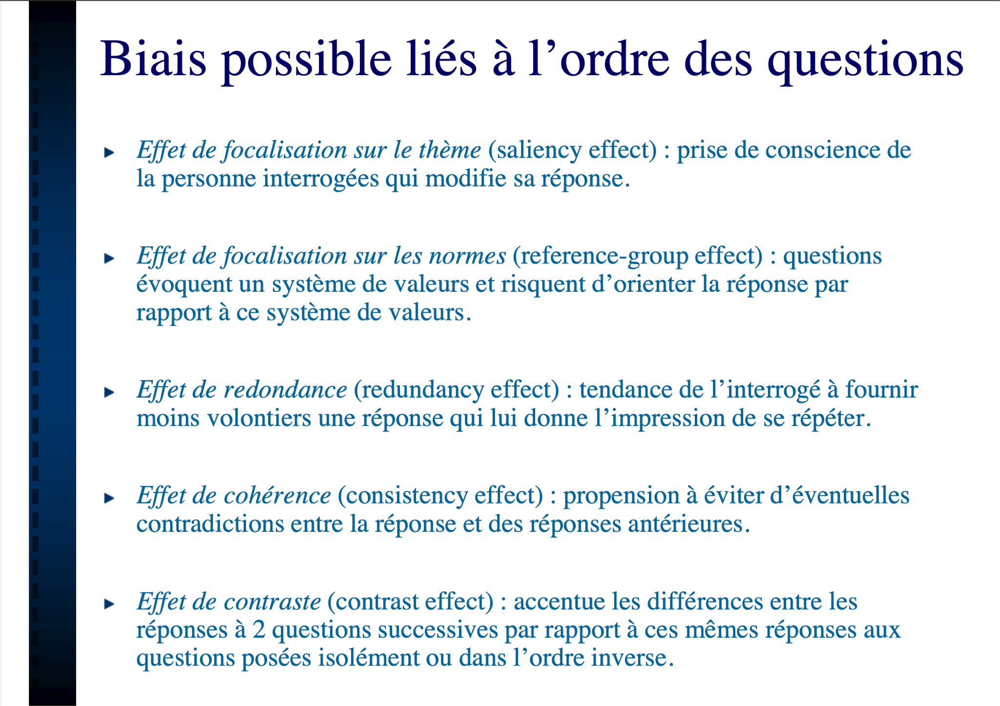 Biais possible liés à l’ordre des questions
► Effet de focalisation sur le thème (saliency effect) : prise de conscience de
la personne interrogées qui modifie sa réponse.
► Effet de focalisation sur les normes (reference-group effect) : questions
évoquent un système de valeurs et risquent d’orienter la réponse par
rapport à ce système de valeurs.
► Effet de redondance (redundancy effect) : tendance de l’interrogé à fournir
moins volontiers une réponse qui lui donne l’impression de se répéter.
► Effet de cohérence (consistency effect) : propension à éviter d’éventuelles
contradictions entre la réponse et des réponses antérieures.
► Effet de contraste (contrast effect) : accentue les différences entre les
réponses à 2 questions successives par rapport à ces mêmes réponses aux
questions posées isolément ou dans l’ordre inverse.